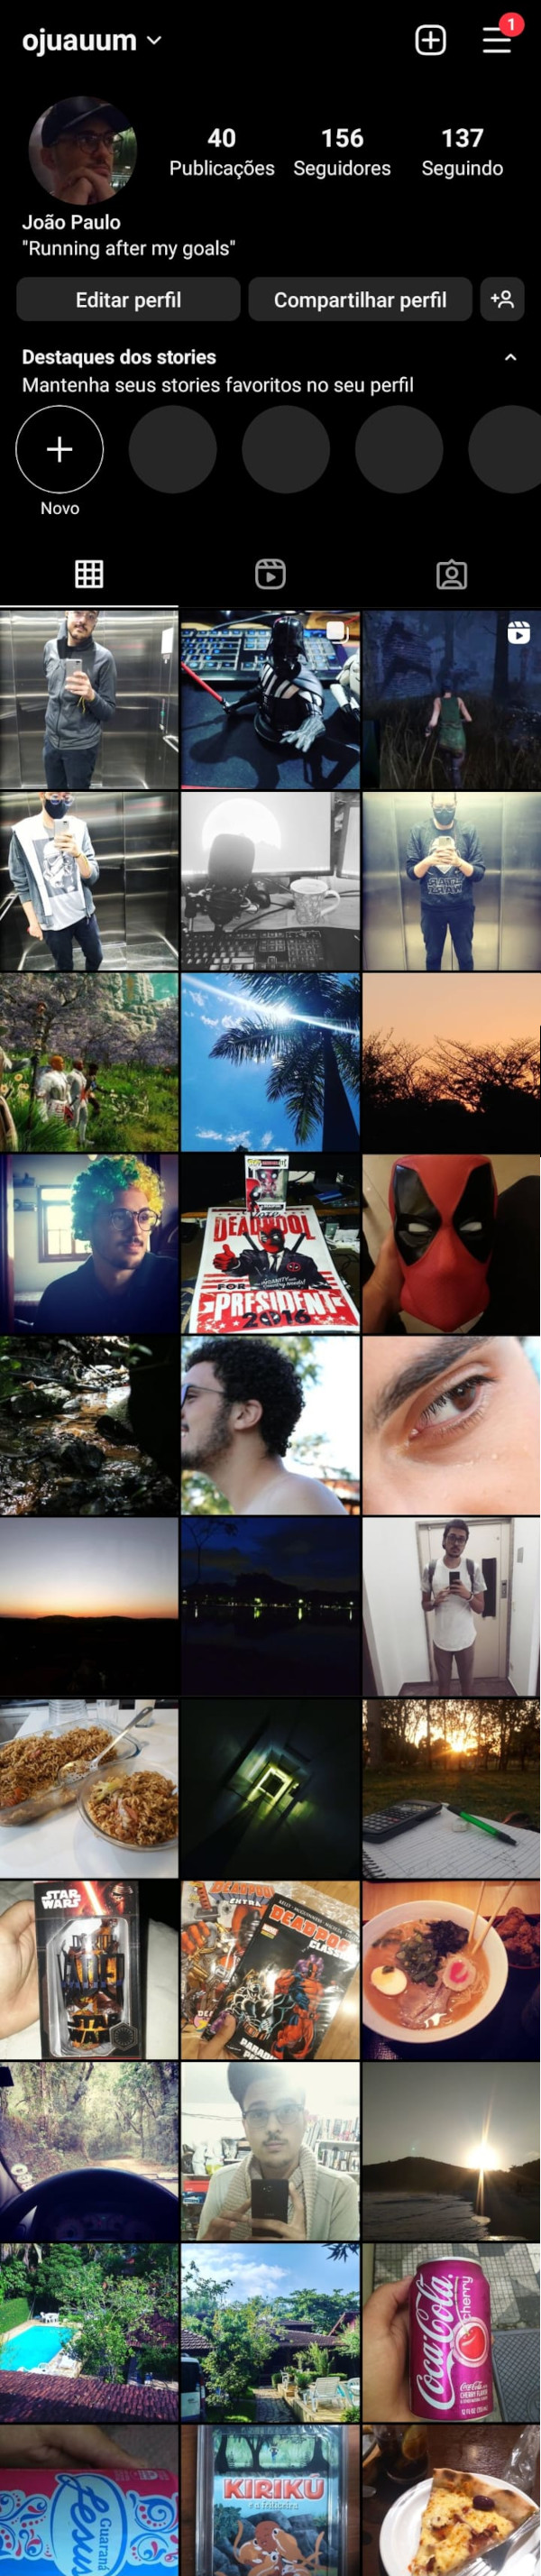 ojuauum
1
40
156
137
Publicações
Seguidores
Seguindo
João Paulo
"Running after my goals"
Editar perfil
Compartilhar perfil
Destaques dos stories
Mantenha seus stories favoritos no seu perfil
Novo
DEADPOOL
FOR
PRESIDENT
2016
STAR
WARS
DEADPOOL
EXTRA
DEADPOOL
CLASSIC
Coca-Cola
cherry
Guaraná
Jesus
KIRIKU
e a feiticeira